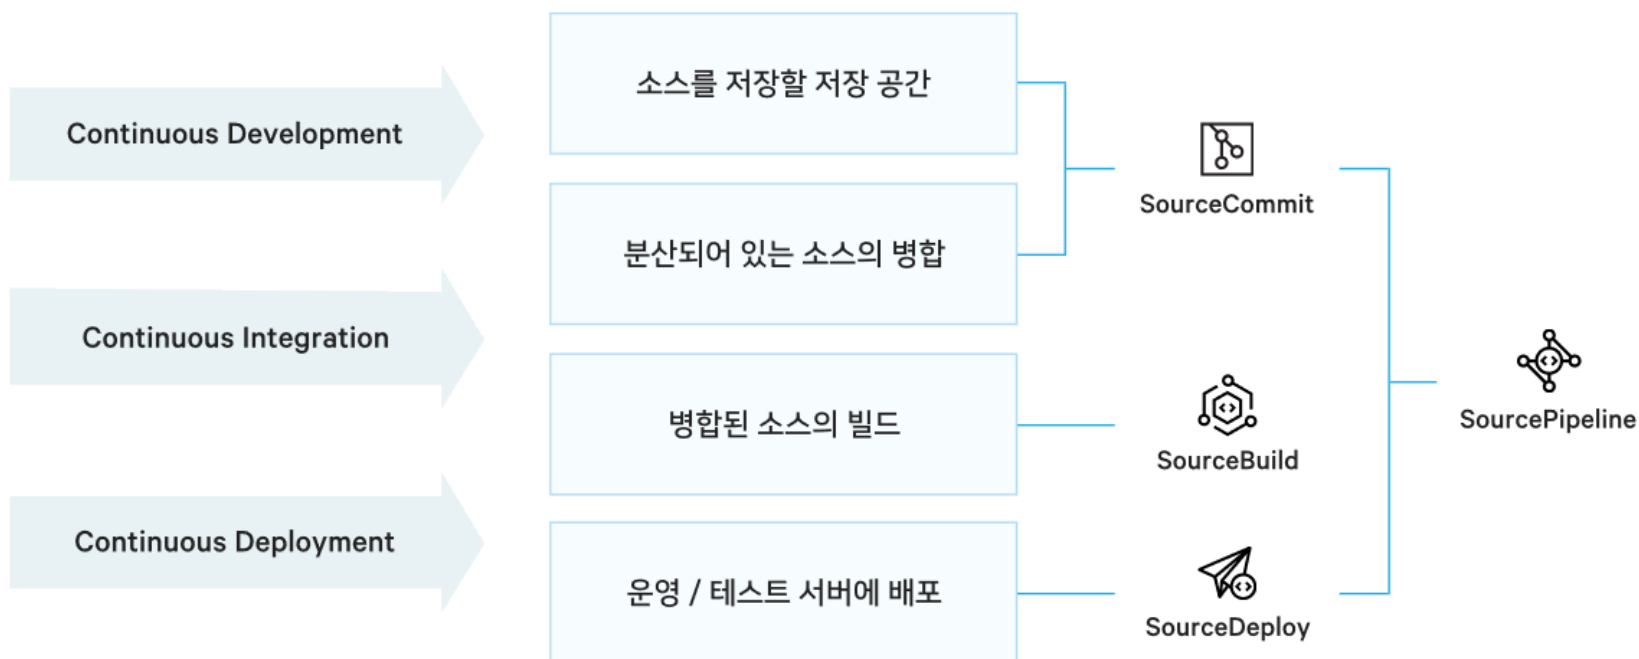 Continuous Development
Continuous Integration
Continuous Deployment
소스를 저장할 저장 공간
분산되어 있는 소스의 병합
병합된 소스의 빌드
운영 / 테스트 서버에 배포
SourceCommit
SourceBuild
SourceDeploy
SourcePipeline